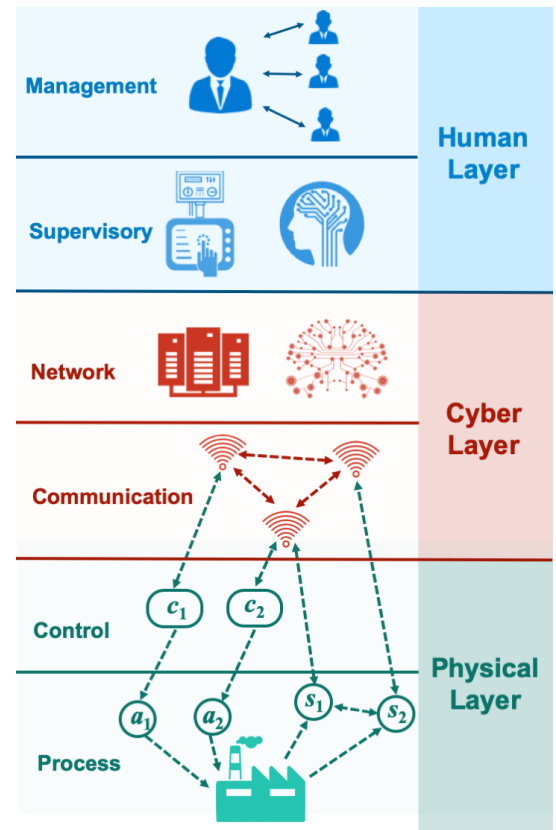 Management
Human
Layer
Supervisory
Network
Cyber
Layer
Communication
c1
c2
Control
Physical
Layer
a1
a2
s1
s2
Process